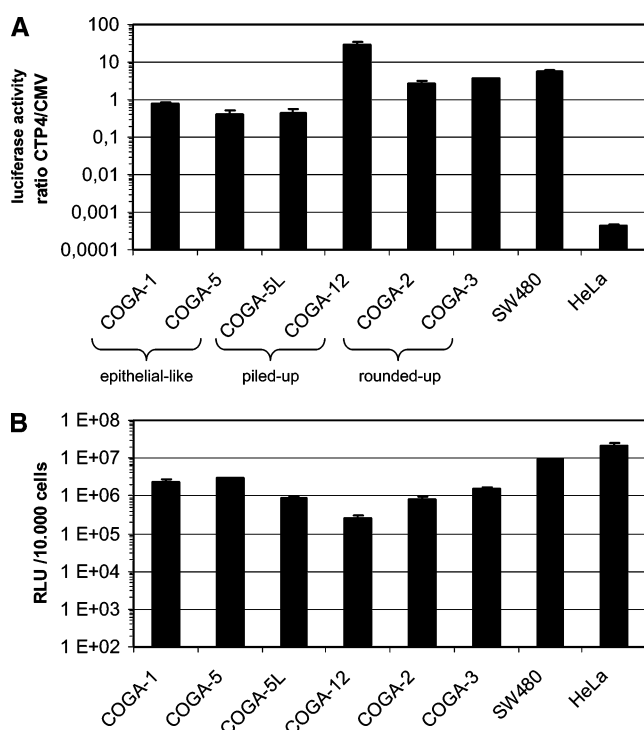 A
luciferase activity
ratio CTP4/CMV
100
10
1
0,1
0,01
0,001
0,0001
COGA-1
COGA-5
COGA-5L
COGA-12
COGA-2
COGA-3
SW480
HeLa
epithelial-like
piled-up
rounded-up
B
RLU /10.000 cells
1 E+08
1 E+07
1 E+06
1 E+05
1 E+04
1 E+03
1 E+02
COGA-1
COGA-5
COGA-5L
COGA-12
COGA-2
COGA-3
SW480
HeLa